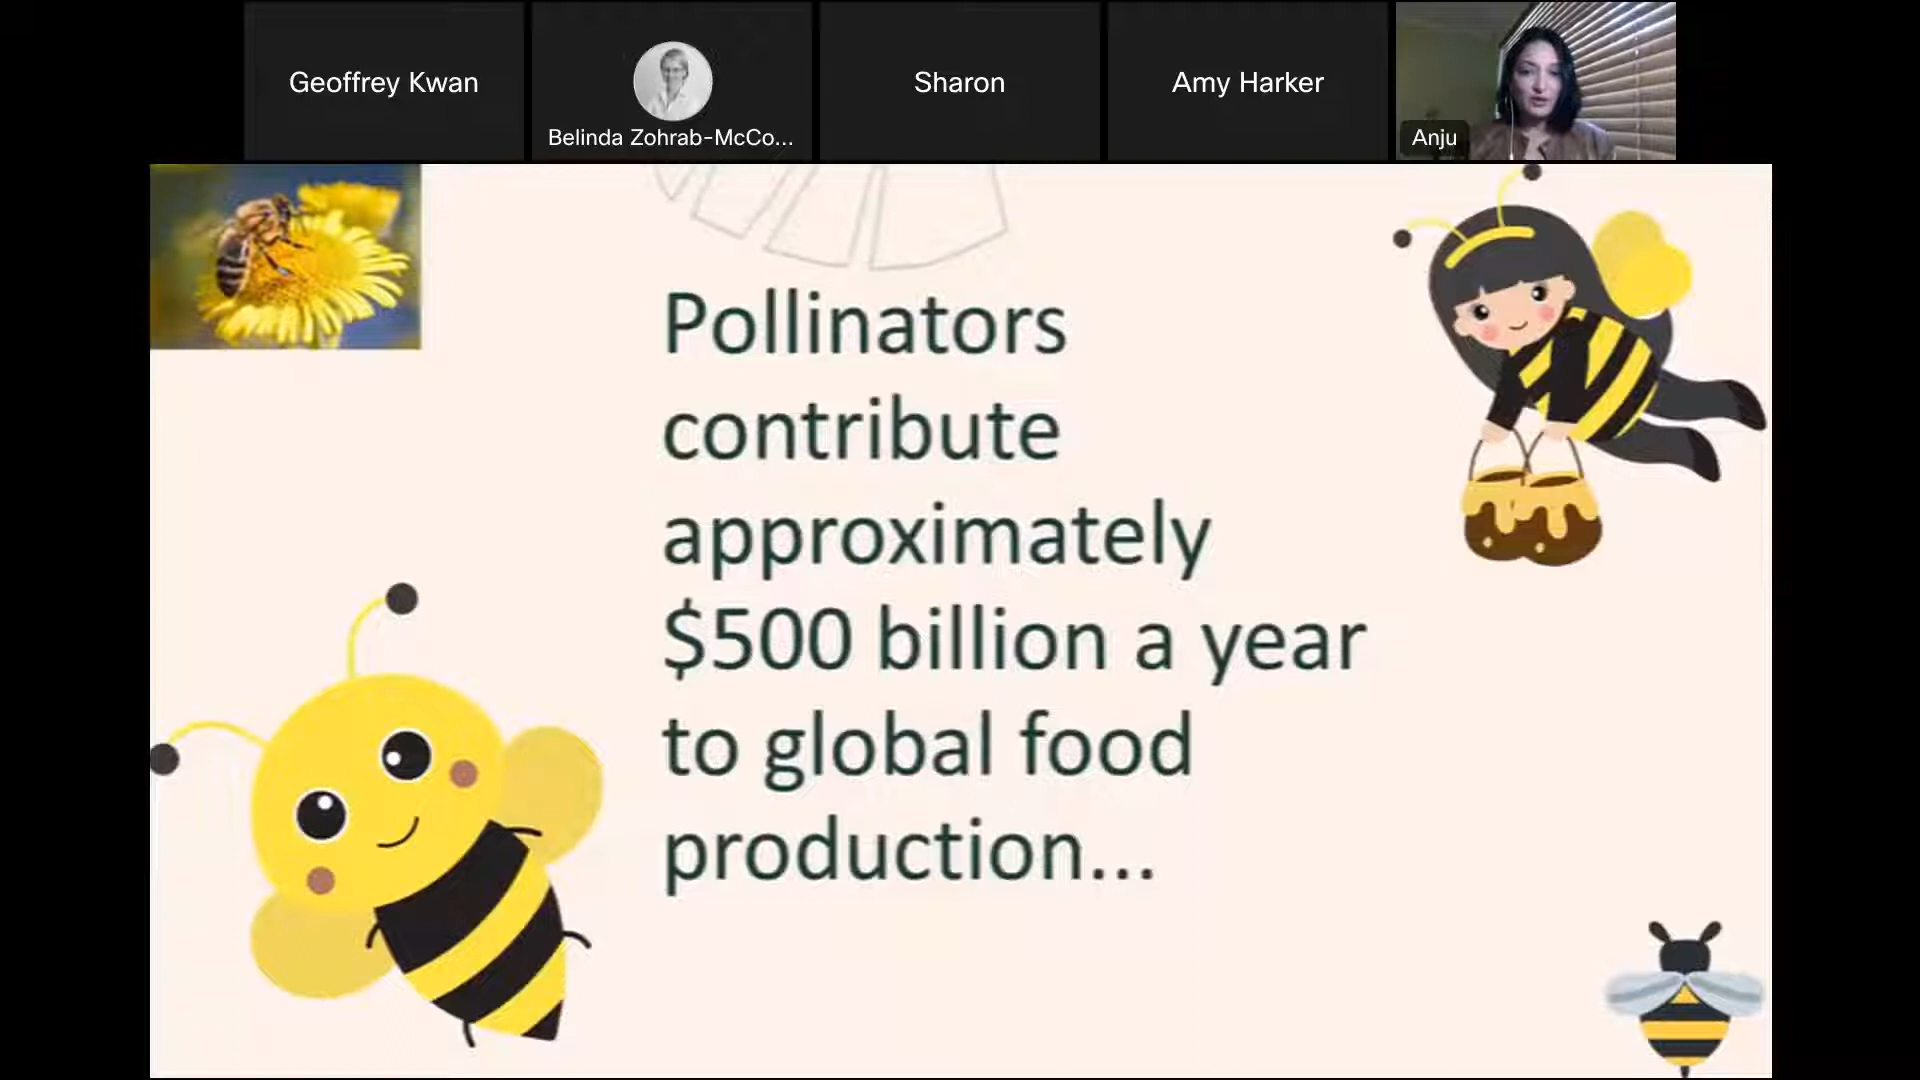 Geoffrey Kwan
Belinda Zohrab-McCo...
Sharon
Amy Harker
Anju
Pollinators
contribute
approximately
$500 billion a year
to global food
production...